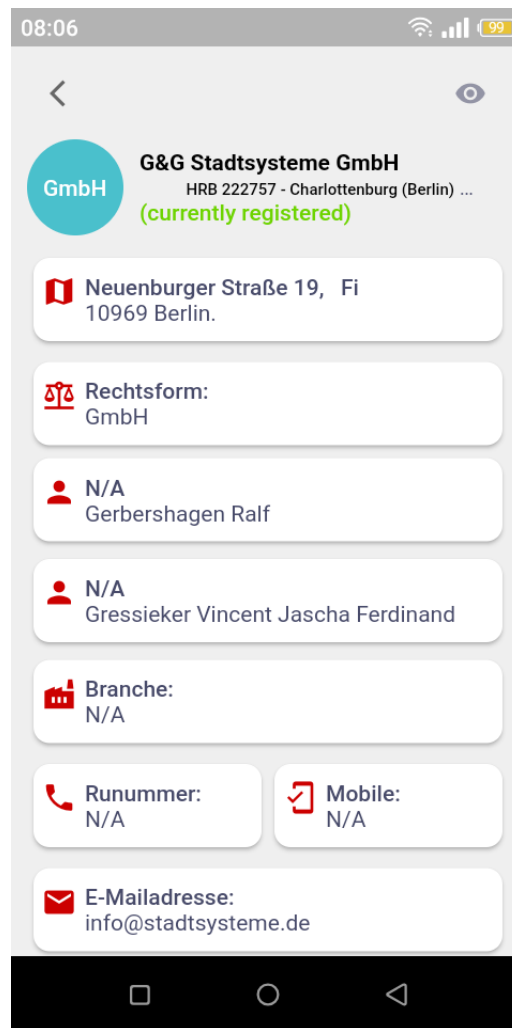 08:06
99
GmbH
G&G Stadtsysteme GmbH
HRB 222757 - Charlottenburg (Berlin) ...
(currently registered)
Neuenburger Straße 19, Fi
10969 Berlin.
Rechtsform:
GmbH
N/A
Gerbershagen Ralf
N/A
Gressieker Vincent Jascha Ferdinand
Branche:
N/A
Runummer:
N/A
Mobile:
N/A
E-Mailadresse:
info@stadtsysteme.de